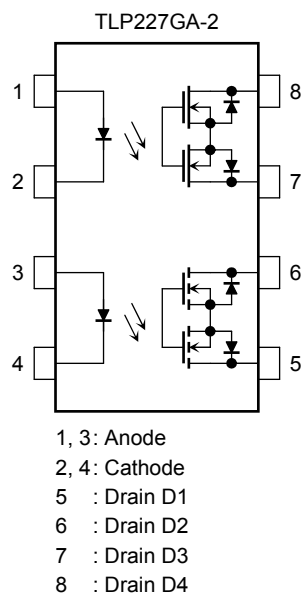 TLP227GA-2
1
8
2
7
3
6
4
5
1, 3: Anode
2, 4: Cathode
5 : Drain D1
6 : Drain D2
7 : Drain D3
8 : Drain D4